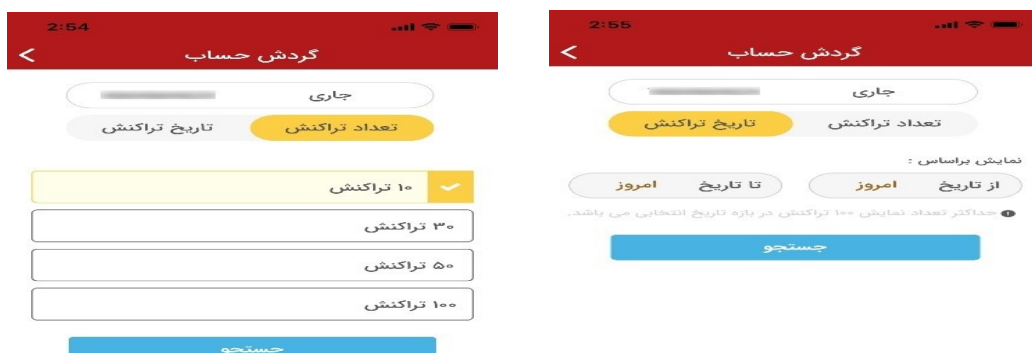 2:54
گردش حساب
جاری
تعداد تراکنش تاریخ تراکنش
۱۰ تراکنش
۳۰ تراکنش
۵۰ تراکنش
۱۰۰ تراکنش
جستجو
2:55
گردش حساب
جاری
تعداد تراکنش تاریخ تراکنش
نمایش براساس :
از تاریخ امروز تا تاریخ امروز
حداکثر تعداد نمایش ۱۰۰ تراکنش در بازه تاریخ انتخابی می باشد.
جستجو